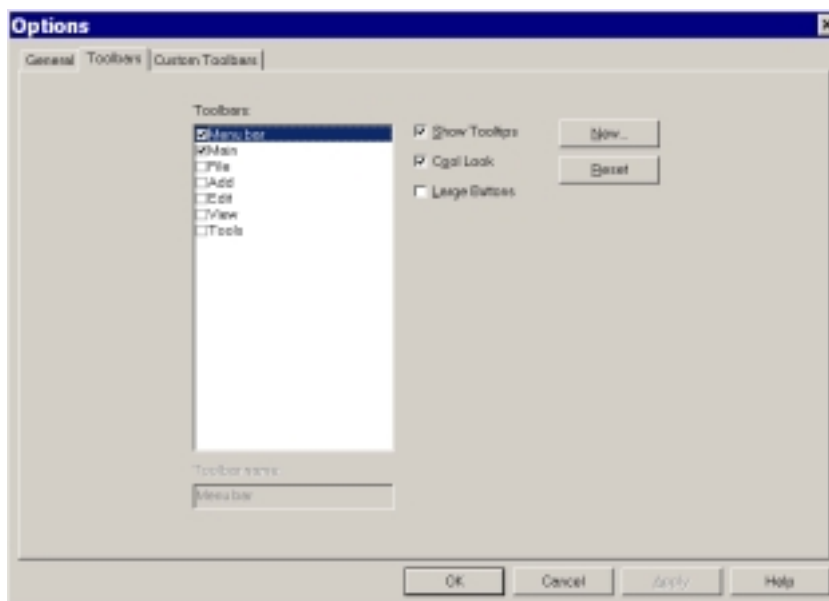 Options
General Toolbars Custom Toolbars
Toolbars:
Menu bar
Main
File
Add
Edit
View
Tools
Show Tooltips
Cool Look
Large Buttons
New...
Reset
Toolbar name:
Menu bar
OK Cancel Apply Help